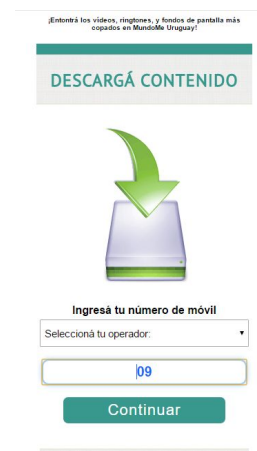 ¡Entontrá los videos, ringtones, y fondos de pantalla más
copados en MundoMe Uruguay!
DESCARGÁ CONTENIDO
Ingresá tu número de móvil
Seleccioná tu operador:
09
Continuar